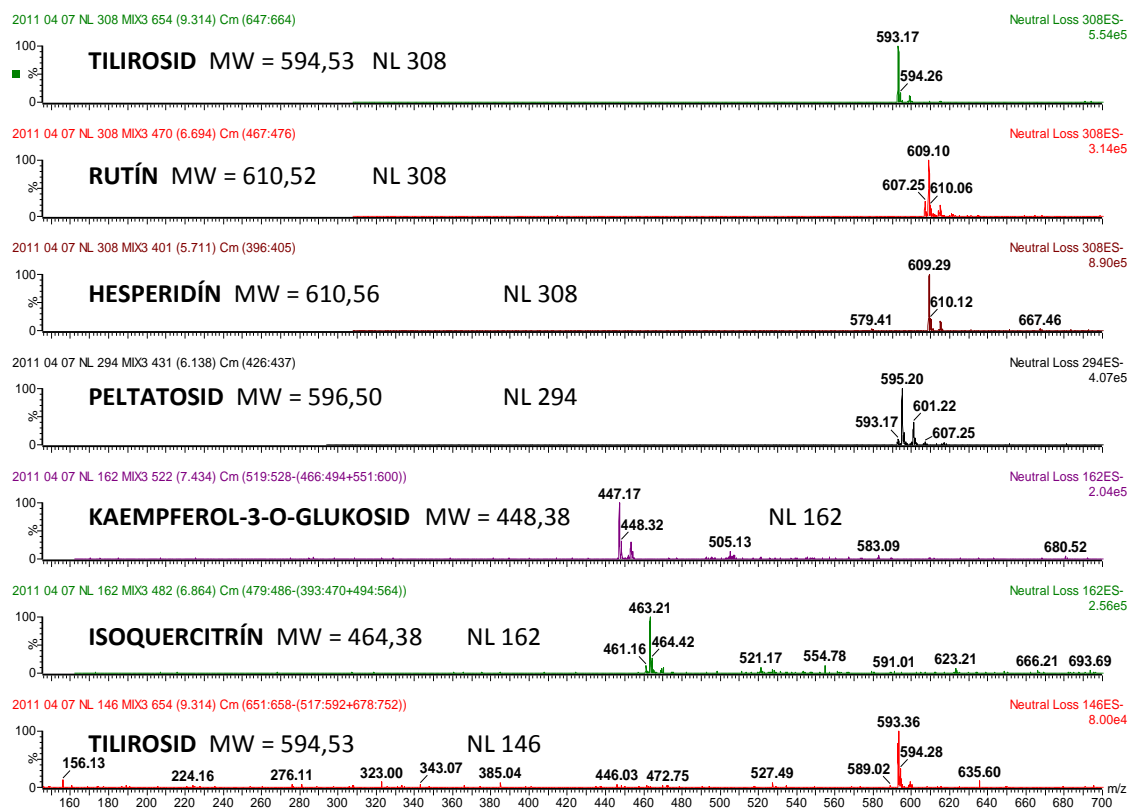 2011 04 07 NL 308 MIX3 654 (9.314) Cm (647:664) Neutral Loss 308ES-
5.54e5
TILIROSID MW = 594,53 NL 308
100
%
0
593.17
594.26
2011 04 07 NL 308 MIX3 470 (6.694) Cm (467:476) Neutral Loss 308ES-
3.14e5
RUTÍN MW = 610,52 NL 308
100
%
0
609.10
607.25 610.06
2011 04 07 NL 308 MIX3 401 (5.711) Cm (396:405) Neutral Loss 308ES-
8.90e5
HESPERIDÍN MW = 610,56 NL 308
100
%
0
609.29
610.12
579.41 667.46
2011 04 07 NL 294 MIX3 431 (6.138) Cm (426:437) Neutral Loss 294ES-
4.07e5
PELTATOSID MW = 596,50 NL 294
100
%
0
595.20
601.22
593.17
607.25
2011 04 07 NL 162 MIX3 522 (7.434) Cm (519:528-(466:494+551:600)) Neutral Loss 162ES-
2.04e5
KAEMPFEROL-3-O-GLUKOSID MW = 448,38 NL 162
100
%
0
447.17
448.32
505.13 583.09 680.52
2011 04 07 NL 162 MIX3 482 (6.864) Cm (479:486-(393:470+494:564)) Neutral Loss 162ES-
2.56e5
ISOQUERCITRÍN MW = 464,38 NL 162
100
%
0
463.21
461.16 464.42
521.17 554.78 591.01 623.21 666.21 693.69
2011 04 07 NL 146 MIX3 654 (9.314) Cm (651:658-(517:592+678:752)) Neutral Loss 146ES-
8.00e4
TILIROSID MW = 594,53 NL 146
100
%
0
593.36
594.28
156.13 224.16 276.11 323.00 343.07 385.04 446.03 472.75 527.49 589.02 635.60
m/z
160 180 200 220 240 260 280 300 320 340 360 380 400 420 440 460 480 500 520 540 560 580 600 620 640 660 680 700